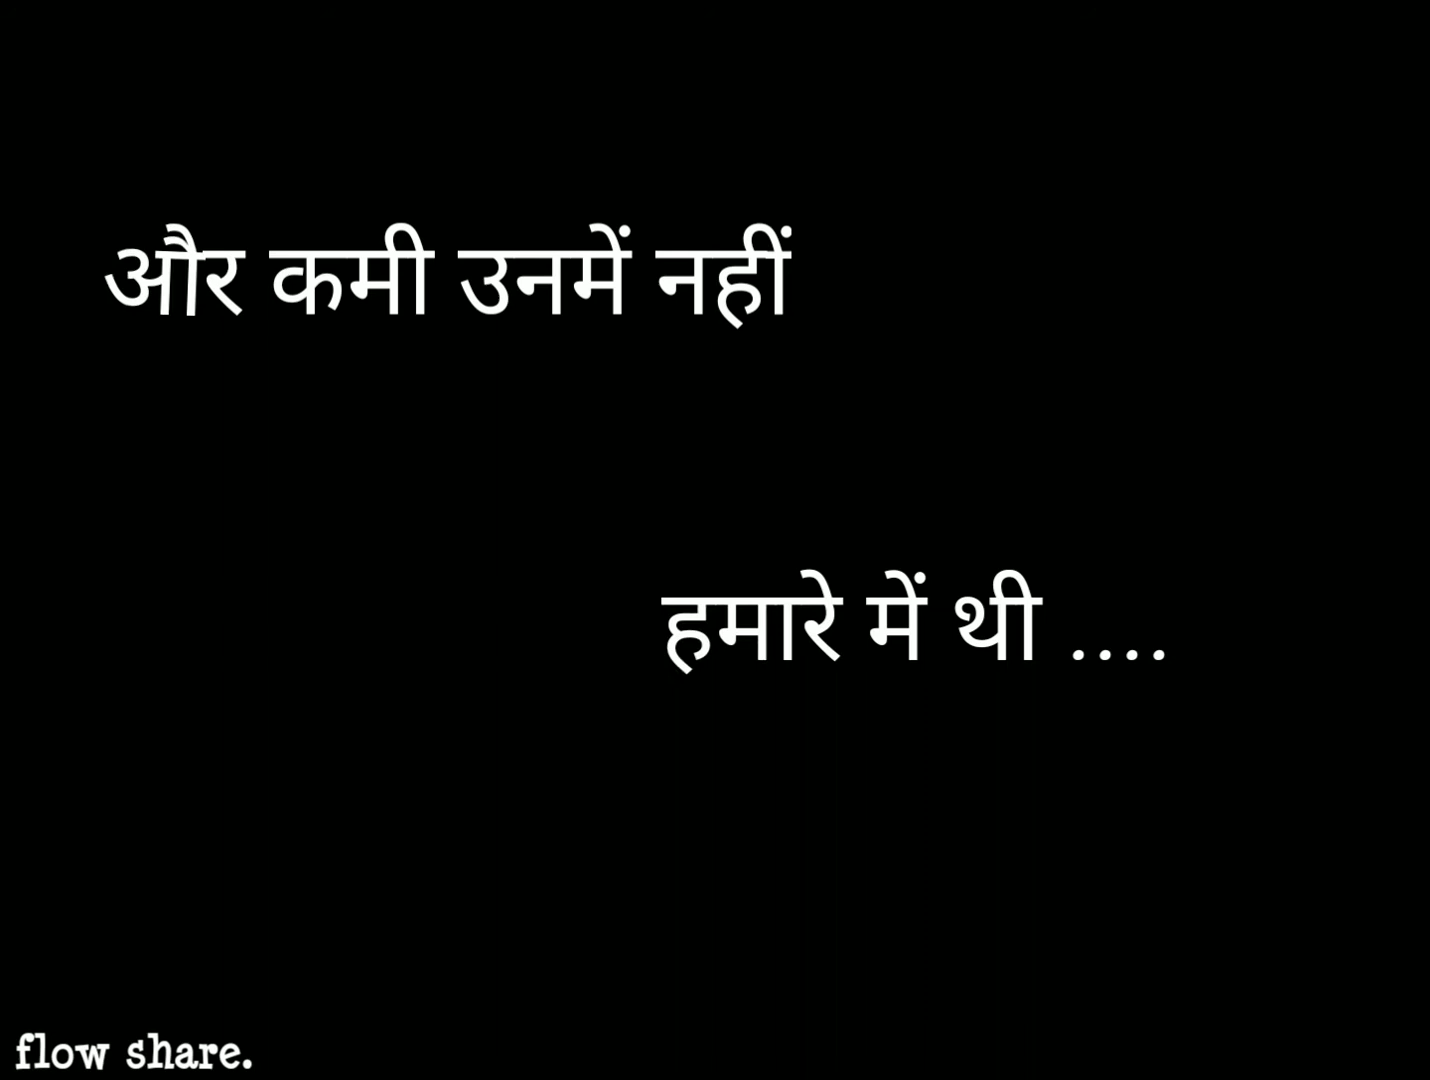 और कमी उनमें नहीं
हमारे में थी ....
flow share.